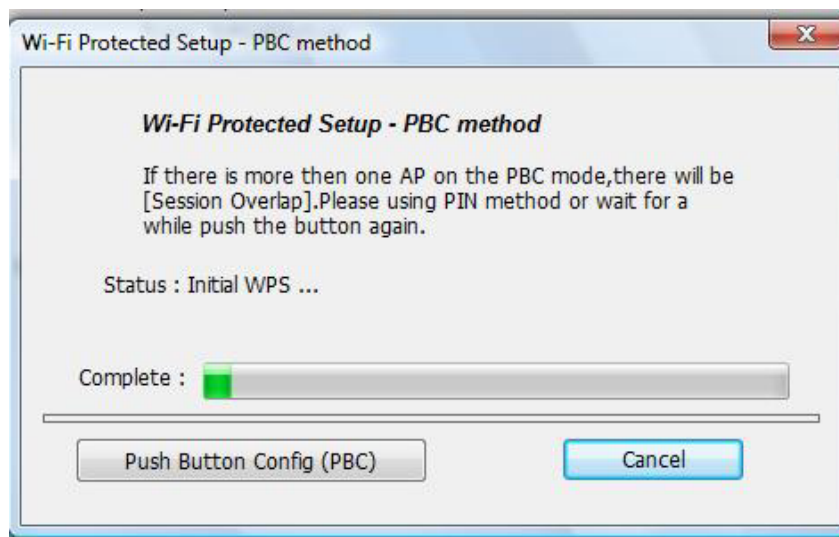 Wi-Fi Protected Setup - PBC method
Wi-Fi Protected Setup - PBC method
If there is more then one AP on the PBC mode,there will be
[Session Overlap].Please using PIN method or wait for a
while push the button again.
Status : Initial WPS ...
Complete :
Push Button Config (PBC)
Cancel